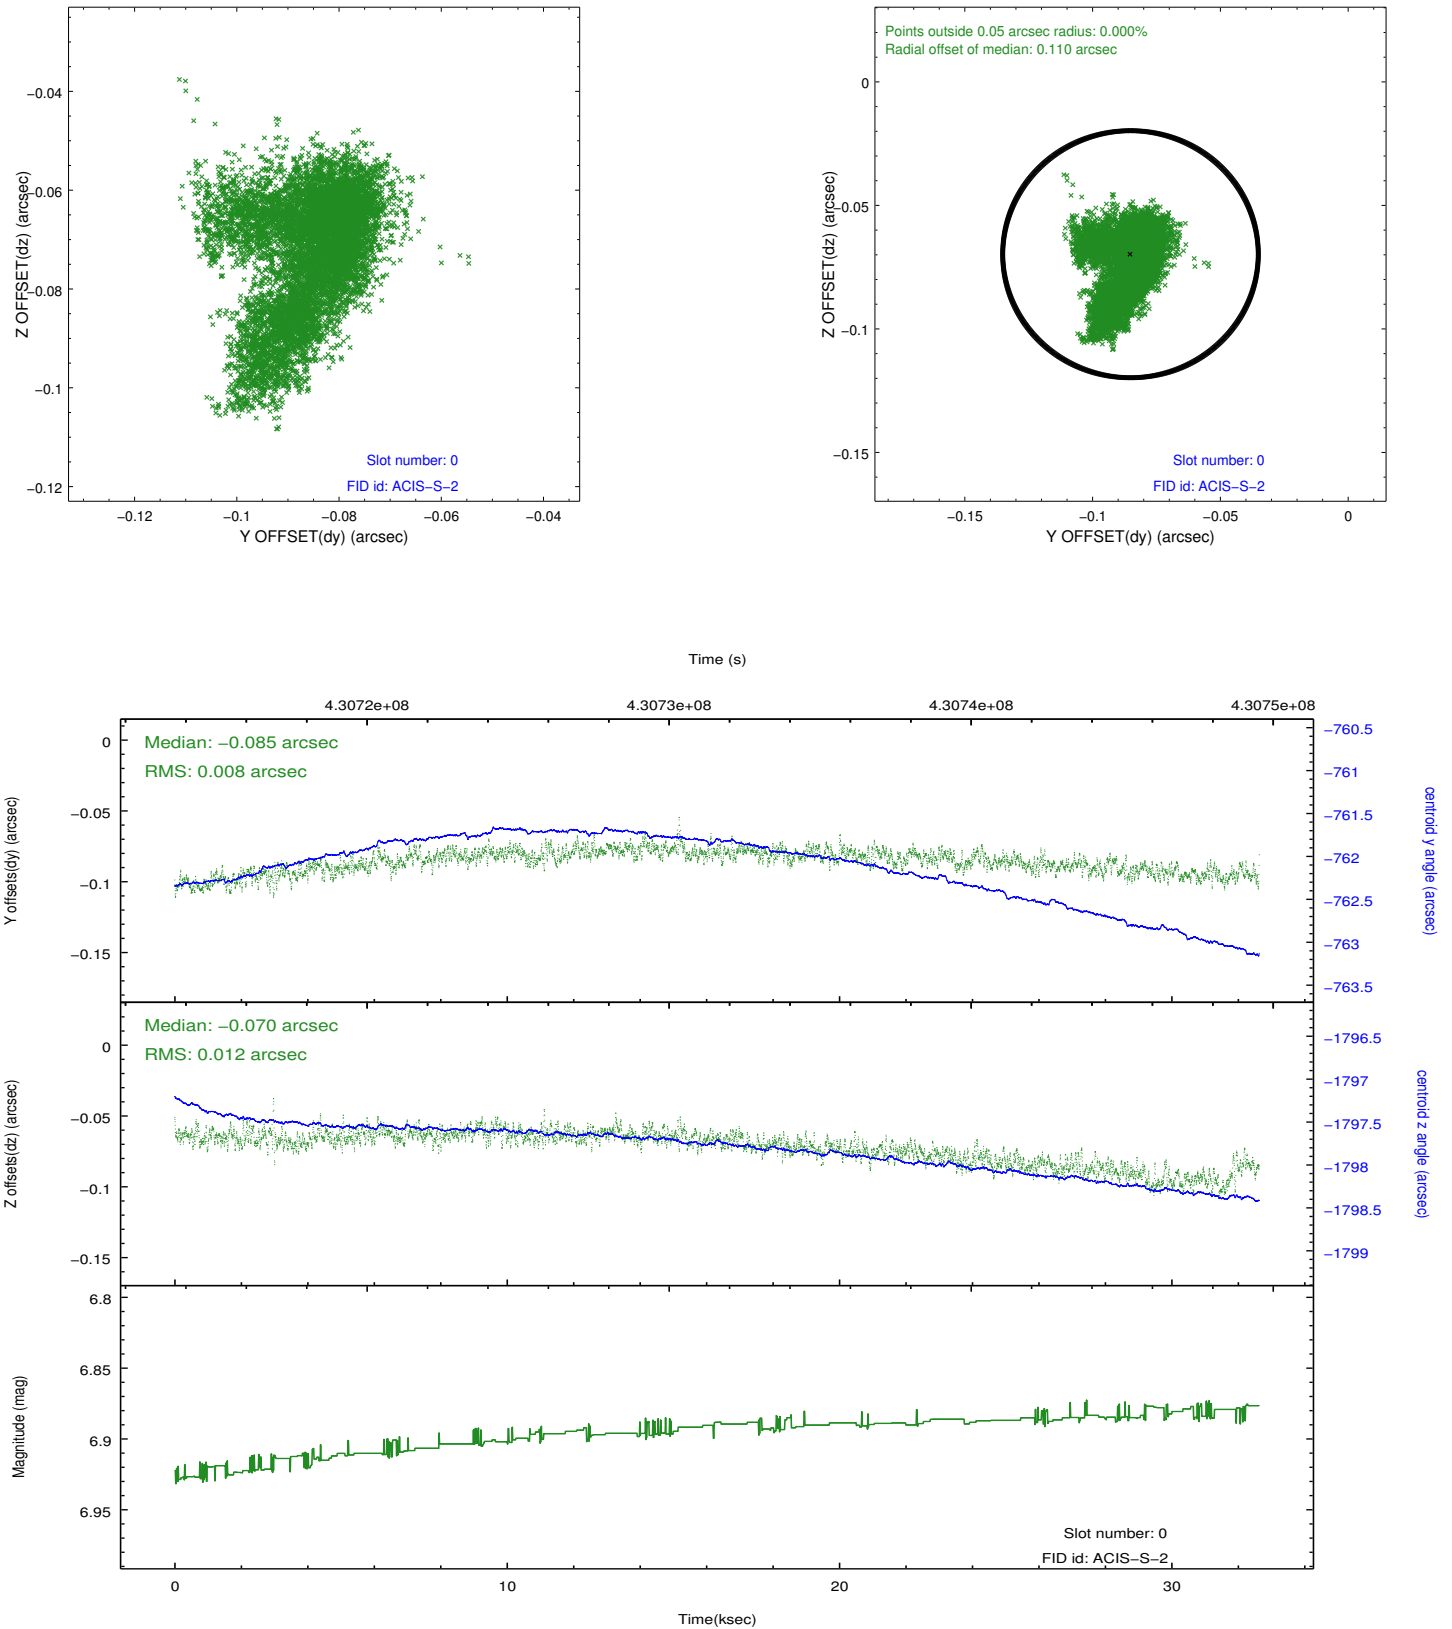 −0.04
−0.06
−0.08
−0.1
−0.12
Z OFFSET(dz) (arcsec)
Slot number: 0
FID id: ACIS−S−2
−0.12
−0.1
−0.08
−0.06
−0.04
Y OFFSET(dy) (arcsec)
Points outside 0.05 arcsec radius: 0.000%
Radial offset of median: 0.110 arcsec
0
−0.05
−0.1
−0.15
Z OFFSET(dz) (arcsec)
Slot number: 0
FID id: ACIS−S−2
−0.15
−0.1
−0.05
0
Y OFFSET(dy) (arcsec)
Time (s)
4.3072e+08
4.3073e+08
4.3074e+08
4.3075e+08
Median: −0.085 arcsec
RMS: 0.008 arcsec
0
−0.05
−0.1
−0.15
Y offsets(dy) (arcsec)
−760.5
−761
−761.5
−762
−762.5
−763
−763.5
centroid y angle (arcsec)
Median: −0.070 arcsec
RMS: 0.012 arcsec
0
−0.05
−0.1
−0.15
Z offsets(dz) (arcsec)
−1796.5
−1797
−1797.5
−1798
−1798.5
−1799
centroid z angle (arcsec)
6.8
6.85
6.9
6.95
Magnitude (mag)
Slot number: 0
FID id: ACIS−S−2
0
10
20
30
Time(ksec)